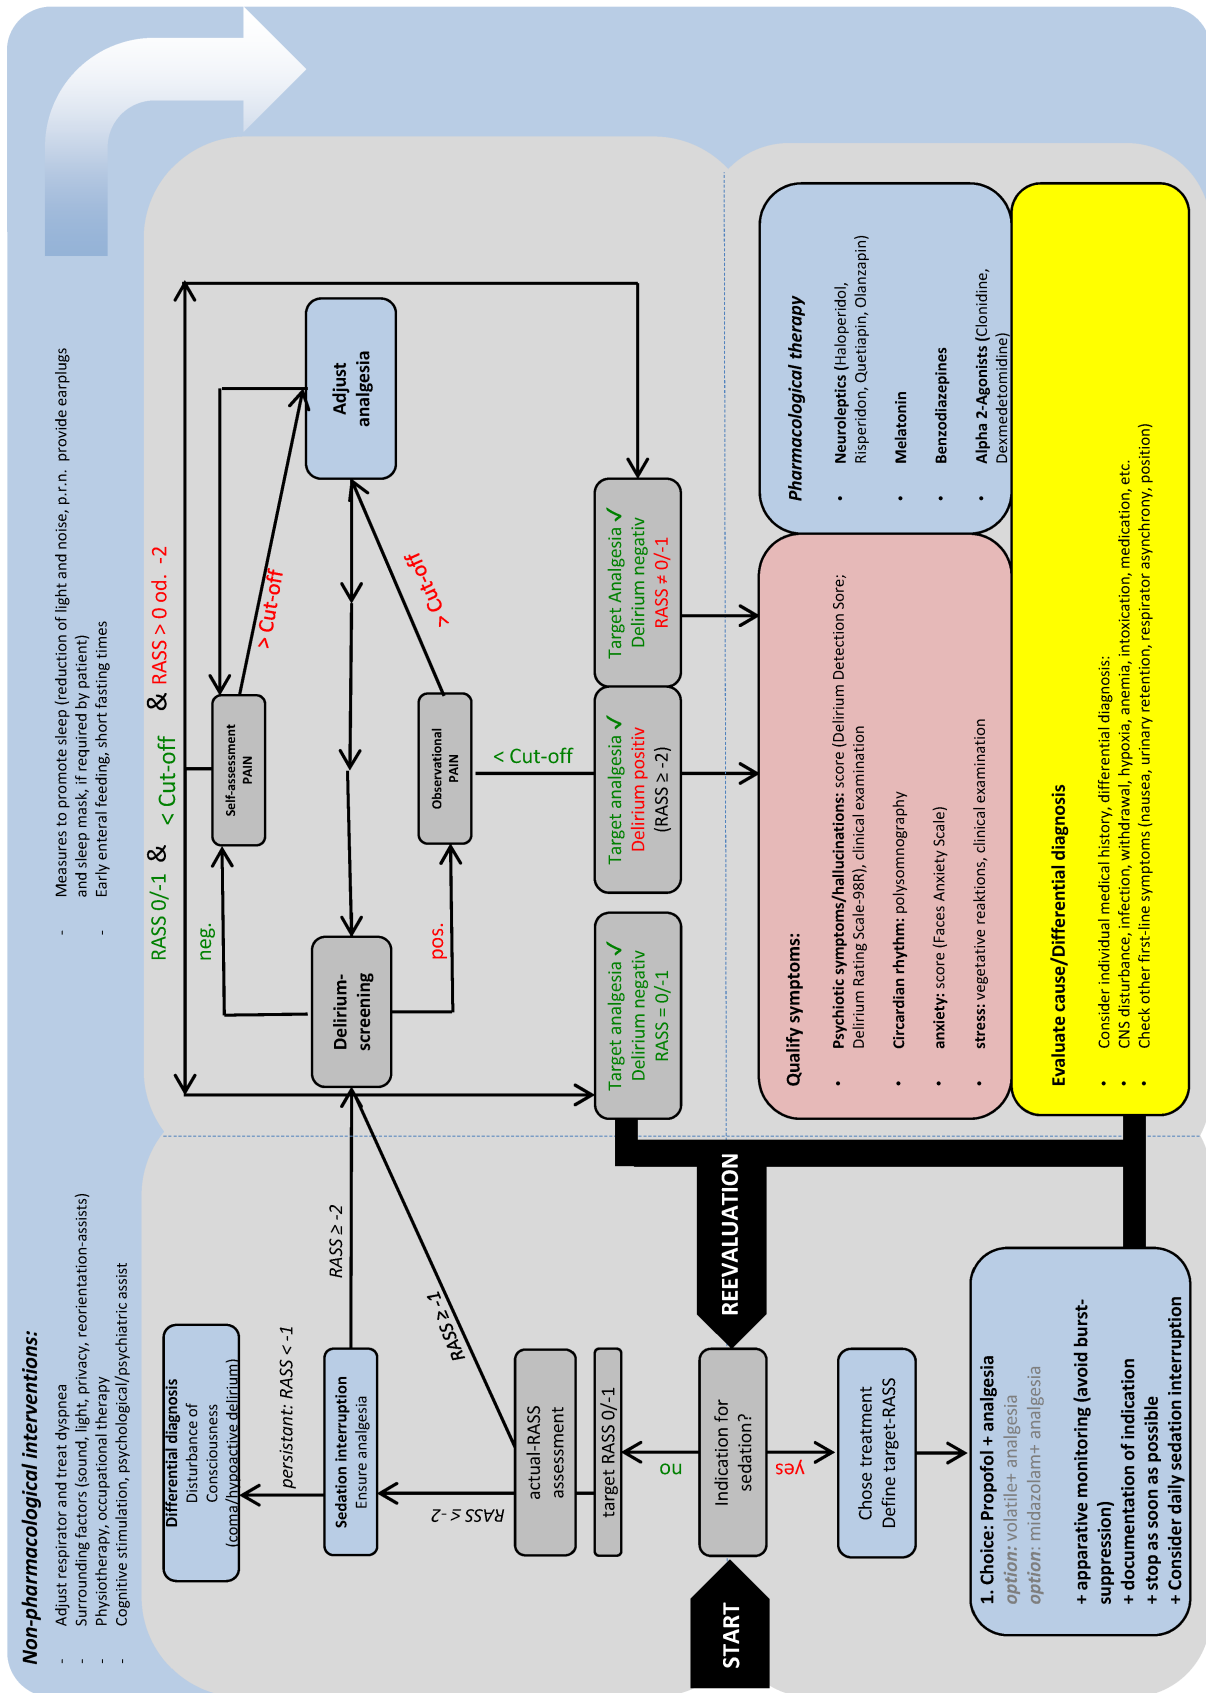 Non-pharmacological interventions:
- Adjust respirator and treat dyspnea
- Surrounding factors (sound, light, privacy, reorientation-assists)
- Physiotherapy, occupational therapy
- Cognitive stimulation, psychological/psychiatric assist
- Measures to promote sleep (reduction of light and noise, p.r.n.  provide earplugs
and sleep mask, if required by patient)
- Early enteral feeding, short fasting times
Differential diagnosis
Disturbance of
Consciousness
(coma/hypoactive delirium)
persistant: RASS < -1
Sedation interruption
Ensure analgesia
RASS ≥ -2
RASS ≤ -2
RASS ≥ -1
actual-RASS
assessment
target RASS 0/-1
no
START
Indication for
sedation?
REEVALUATION
yes
Chose treatment
Define target-RASS
1. Choice: Propofol + analgesia
option: volatile+ analgesia
option: midazolam+ analgesia
+ apparative monitoring (avoid burst-
suppression)
+ documentation of indication
+ stop as soon as possible
+ Consider daily sedation interruption
RASS 0/-1 & < Cut-off & RASS > 0 od.  -2
neg.
Self-assessment
PAIN
> Cut-off
Delirium-
screening
Adjust
analgesia
pos.
Observational
PAIN
> Cut-off
< Cut-off
Target analgesia ✓
Delirium negativ
RASS = 0/-1
Target analgesia ✓
Delirium positiv
(RASS ≥ -2)
Target Analgesia ✓
Delirium negativ
RASS ≠ 0/-1
Qualify symptoms:
• Psychiotic symptoms/hallucinations: score (Delirium Detection Sore;
Delirium Rating Scale-98R), clinical examination
• Circardian rhythm: polysomnography
• anxiety: score (Faces Anxiety Scale)
• stress: vegetative reaktions, clinical examination
Pharmacological therapy
• Neuroleptics (Haloperidol,
Risperidon, Quetiapin, Olanzapin)
• Melatonin
• Benzodiazepines
• Alpha 2-Agonists (Clonidine,
Dexmedetomidine)
Evaluate cause/Differential diagnosis
• Consider individual medical history, differential diagnosis:
• CNS disturbance, infection, withdrawal, hypoxia, anemia, intoxication, medication, etc.
• Check other first-line symptoms (nausea, urinary retention, respirator asynchrony, position)